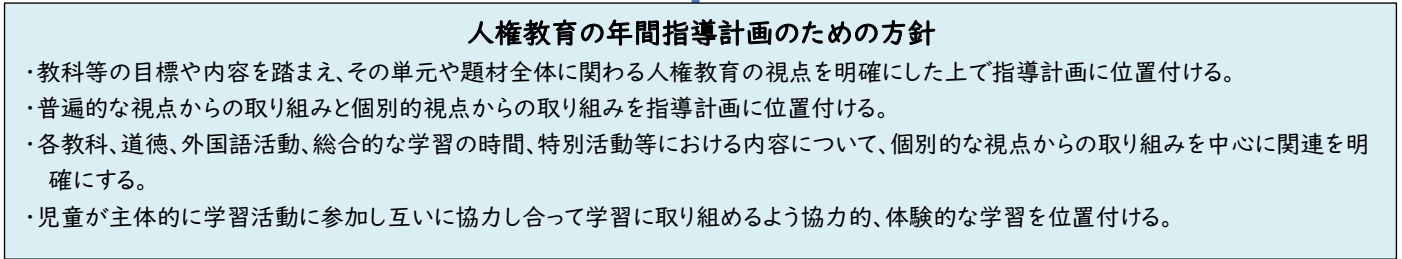 人権教育の年間指導計画のための方針
・教科等の目標や内容を踏まえ、その単元や題材全体に関わる人権教育の視点を明確にした上で指導計画に位置付ける。
・普遍的な視点からの取り組みと個別的視点からの取り組みを指導計画に位置付ける。
・各教科、道徳、外国語活動、総合的な学習の時間、特別活動等における内容について、個別的な視点からの取り組みを中心に関連を明
確にする。
・児童が主体的に学習活動に参加し互いに協力し合って学習に取り組めるよう協力的、体験的な学習を位置付ける。